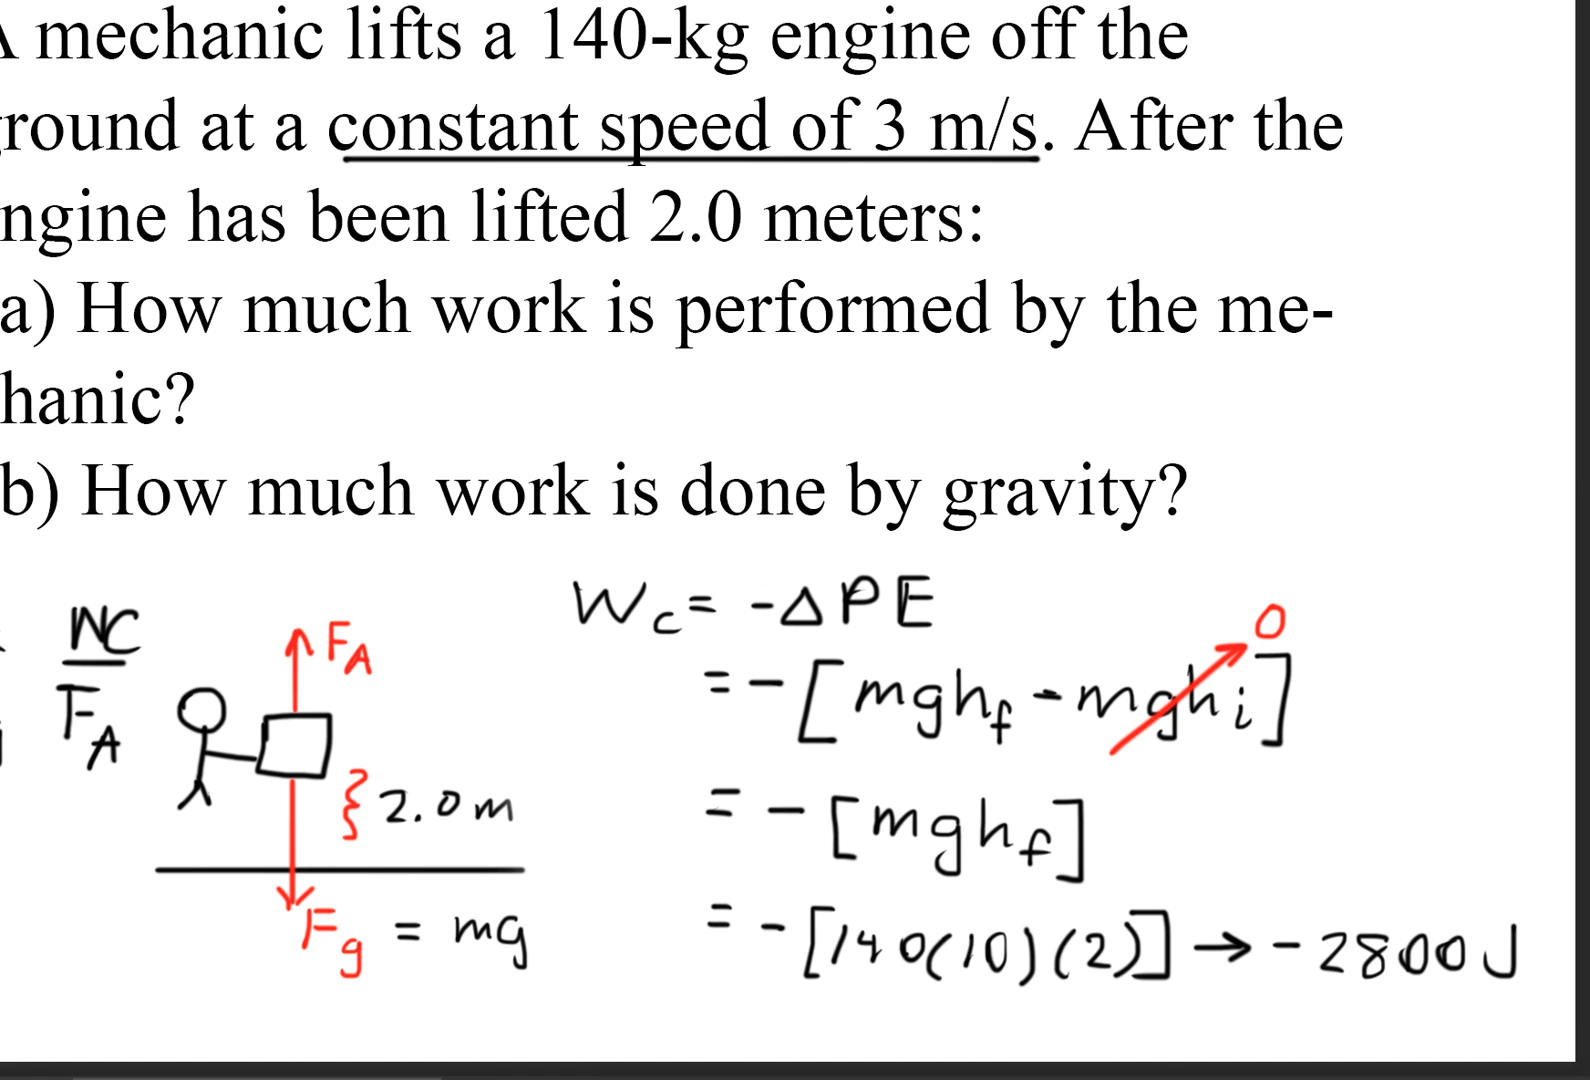 mechanic lifts a 140-kg engine off the
round at a constant speed of 3 m/s. After the
ngine has been lifted 2.0 meters:
a) How much work is performed by the me-
hanic?
b) How much work is done by gravity?
NC
F_A
F_A
2.0 m
F_g = mg
W_c = -ΔPE
= -[mgh_f - mgh_i] 0
= -[mgh_f]
= -[140(10)(2)] → -2800J